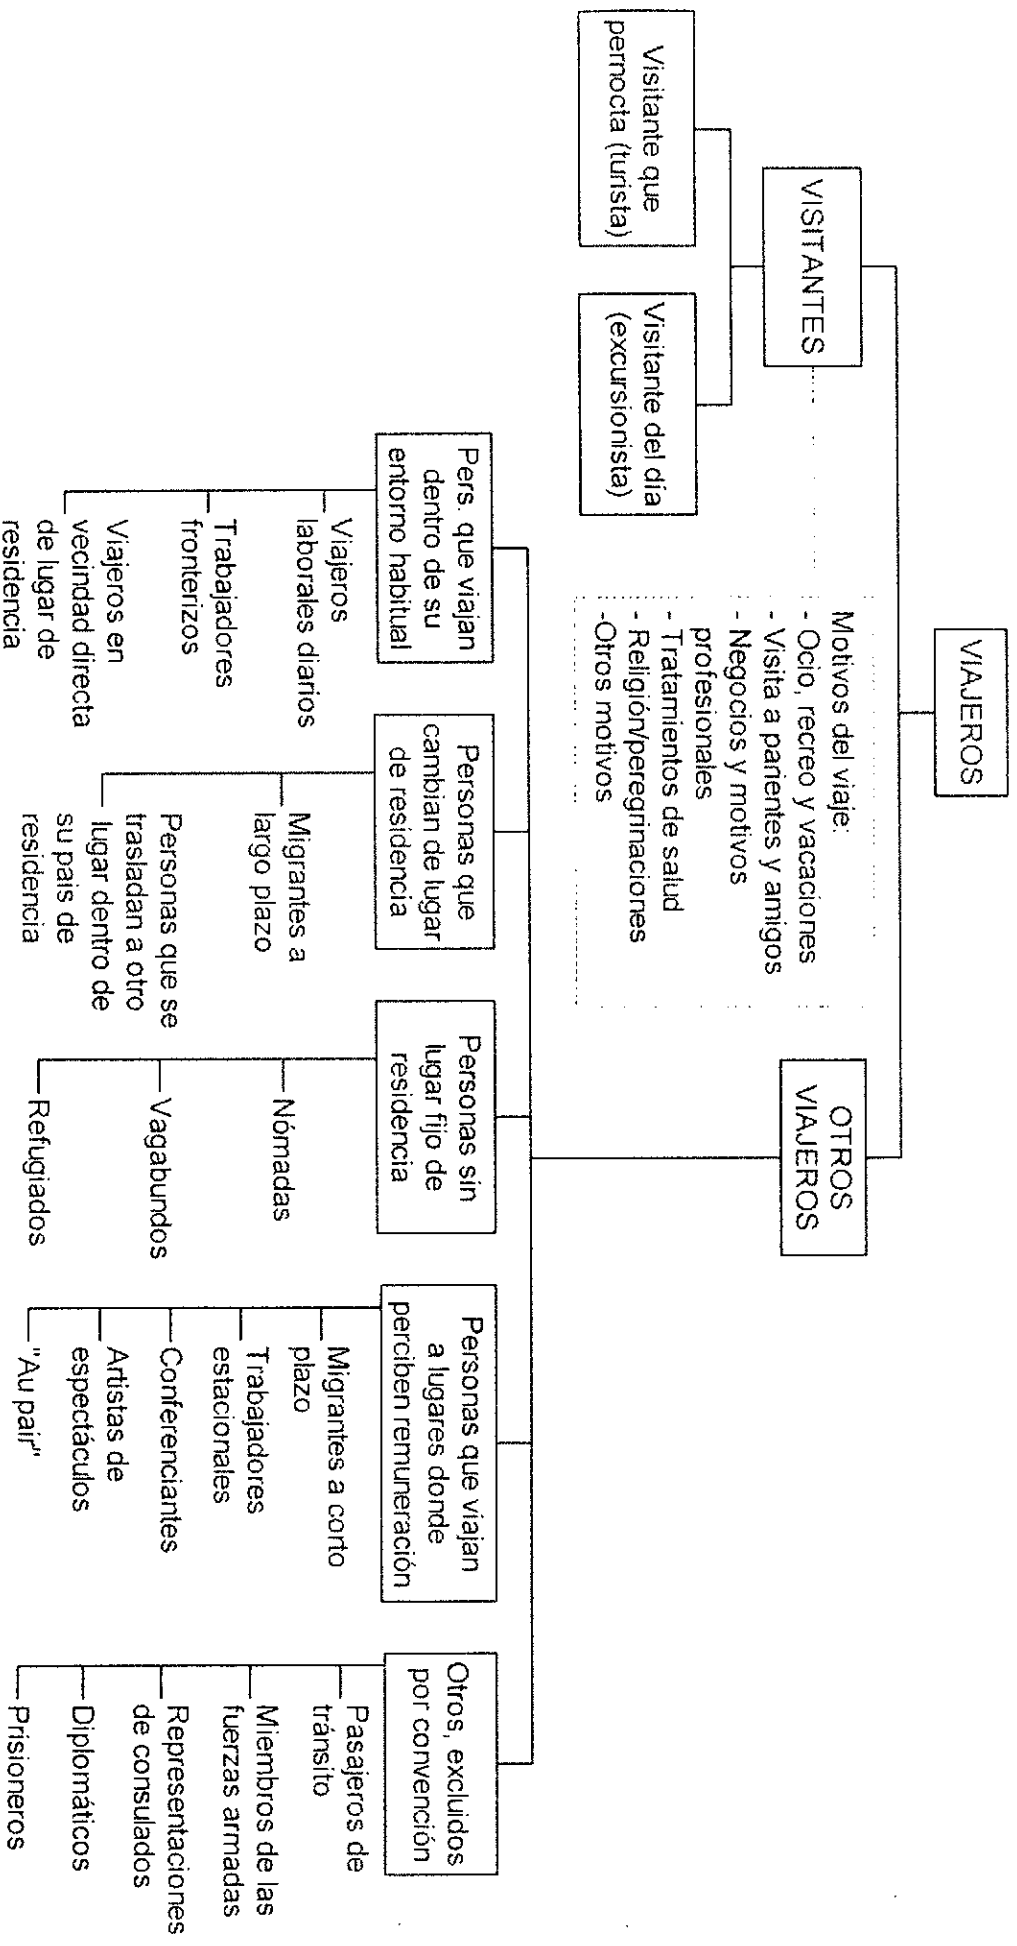 VIAJEROS
VISITANTES
OTROS
VIAJEROS
Motivos del viaje:
- Ocio, recreo y vacaciones
- Visita a parientes y amigos
- Negocios y motivos
profesionales
- Tratamientos de salud
- Religión/peregrinaciones
-Otros motivos
Visitante que
pernocta (turista)
Visitante del día
(excursionista)
Pers. que viajan
dentro de su
entorno habitual
Viajeros
laborales diarios
Trabajadores
fronterizos
Viajeros en
vecindad directa
de lugar de
residencia
Personas que
cambian de lugar
de residencia
Migrantes a
largo plazo
Personas que se
trasladan a otro
lugar dentro de
su pais de
residencia
Personas sin
lugar fijo de
residencia
Nómadas
Vagabundos
Refugiados
Personas que viajan
a lugares donde
perciben remuneración
Migrantes a corto
plazo
Trabajadores
estacionales
Conferenciantes
Artistas de
espectáculos
"Au pair"
Otros, excluidos
por convención
Pasajeros de
tránsito
Miembros de las
fuerzas armadas
Representaciones
de consulados
Diplomáticos
Prisioneros